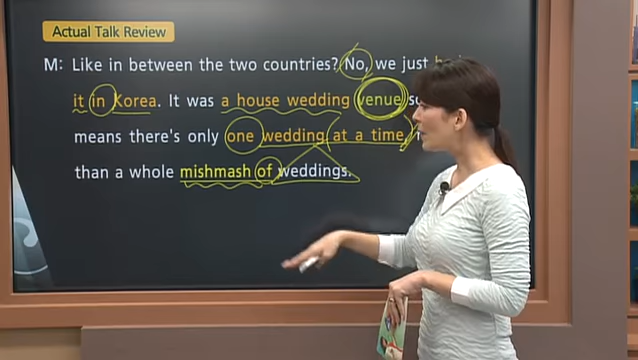 Actual Talk Review
M: Like in between the two countries? No, we just
it in Korea. It was a house wedding venue
means there's only one wedding at a time,
than a whole mishmash of weddings.